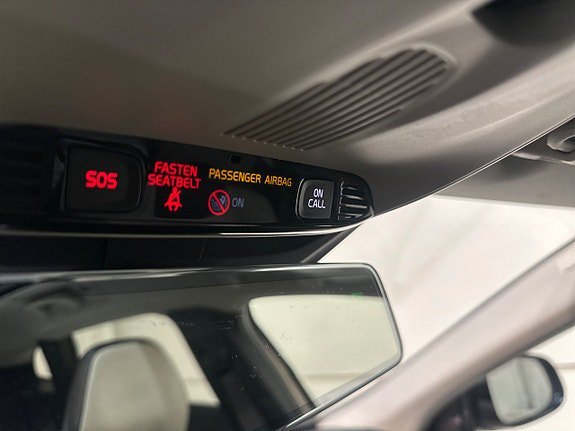 SOS
FASTEN
SEATBELT
PASSENGER AIRBAG
ON
ON
CALL